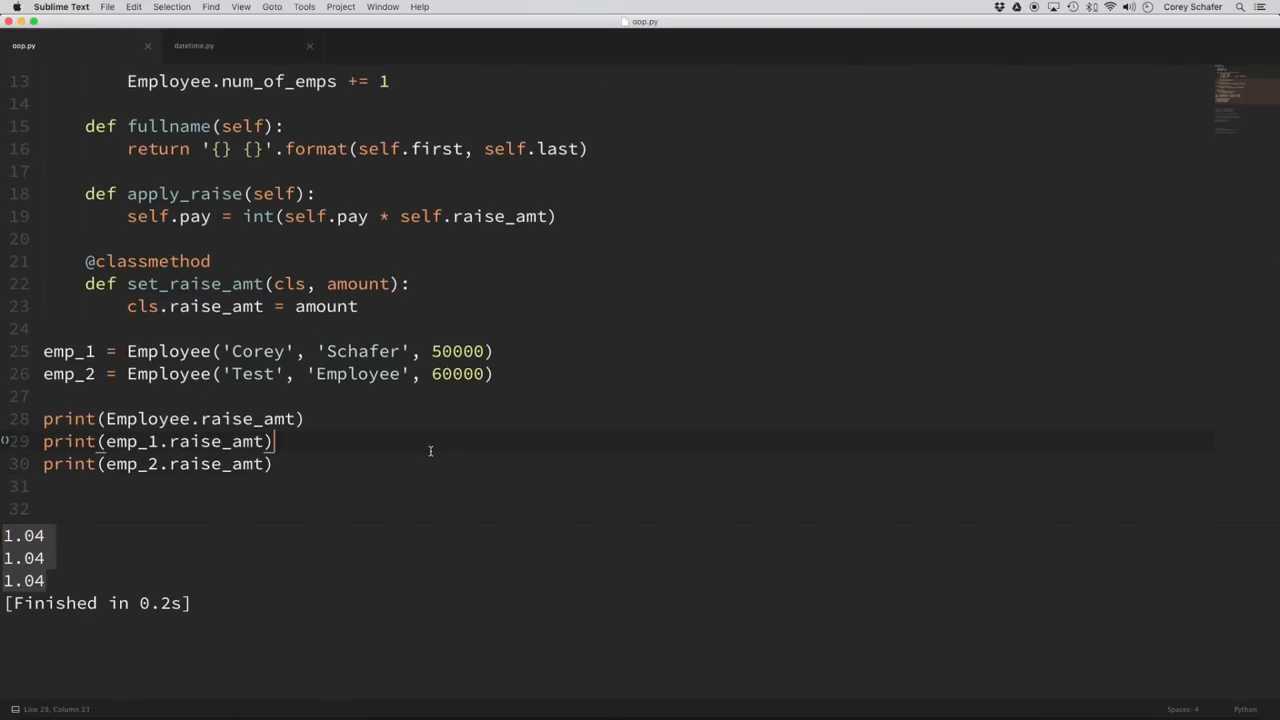 Sublime Text File Edit Selection Find View Goto Tools Project Window Help Corey Schafer
oop.py
oop.py datetime.py
13 Employee.num_of_emps += 1
14
15 def fullname(self):
16 return '{} {}'.format(self.first, self.last)
17
18 def apply_raise(self):
19 self.pay = int(self.pay * self.raise_amt)
20
21 @classmethod
22 def set_raise_amt(cls, amount):
23 cls.raise_amt = amount
24
25 emp_1 = Employee('Corey', 'Schafer', 50000)
26 emp_2 = Employee('Test', 'Employee', 60000)
27
28 print(Employee.raise_amt)
29 print(emp_1.raise_amt)
30 print(emp_2.raise_amt)
31
32
1.04
1.04
1.04
[Finished in 0.2s]
Line 29, Column 23 Spaces: 4 Python